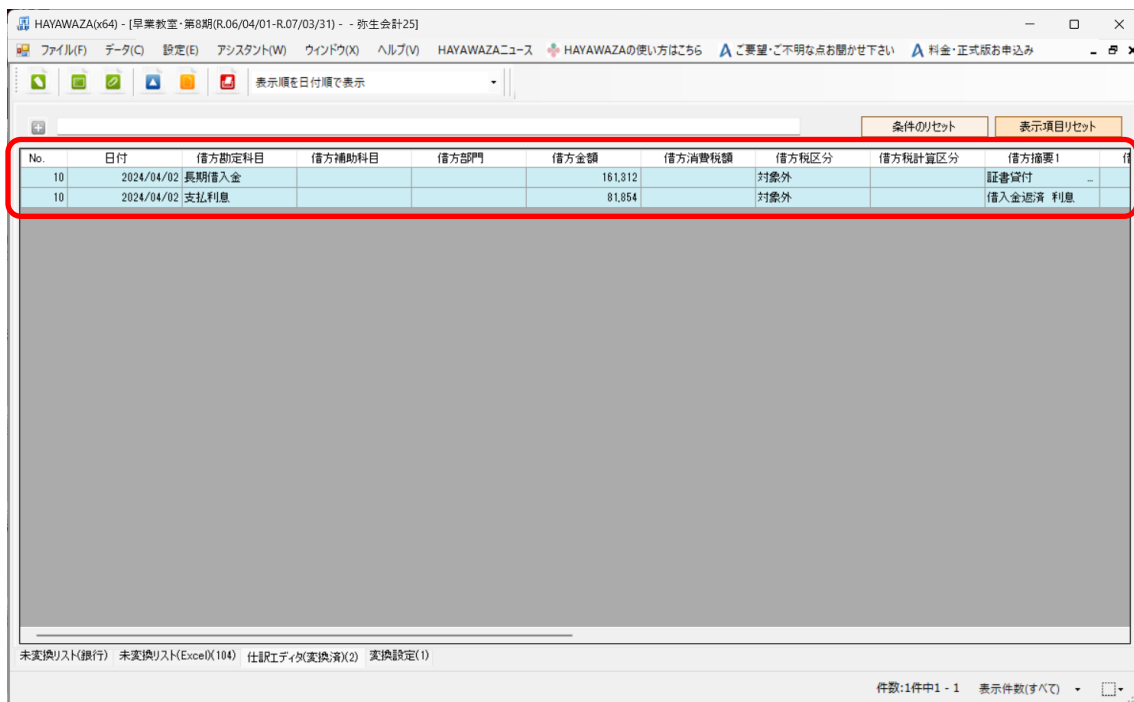 HAYAWAZA(x64) - [早業教室・第8期(R.06/04/01-R.07/03/31) - - 弥生会計25]
ファイル(F) データ(C) 設定(E) アシスタント(W) ウィンドウ(X) ヘルプ(V) HAYAWAZAニュース HAYAWAZAの使い方はこちら ご要望・ご不明な点お聞かせ下さい 料金・正式版お申込み
表示順を日付順で表示
条件のリセット 表示項目リセット
No. 日付 借方勘定科目 借方補助科目 借方部門 借方金額 借方消費税額 借方税区分 借方税計算区分 借方摘要1 借
10 2024/04/02 長期借入金 161,312 対象外 証書貸付 ...
10 2024/04/02 支払利息 81,854 対象外 借入金返済 利息
未変換リスト(銀行) 未変換リスト(Excel)(104) 仕訳エディタ(変換済)(2) 変換設定(1)
件数:1件中1 - 1 表示件数(すべて)